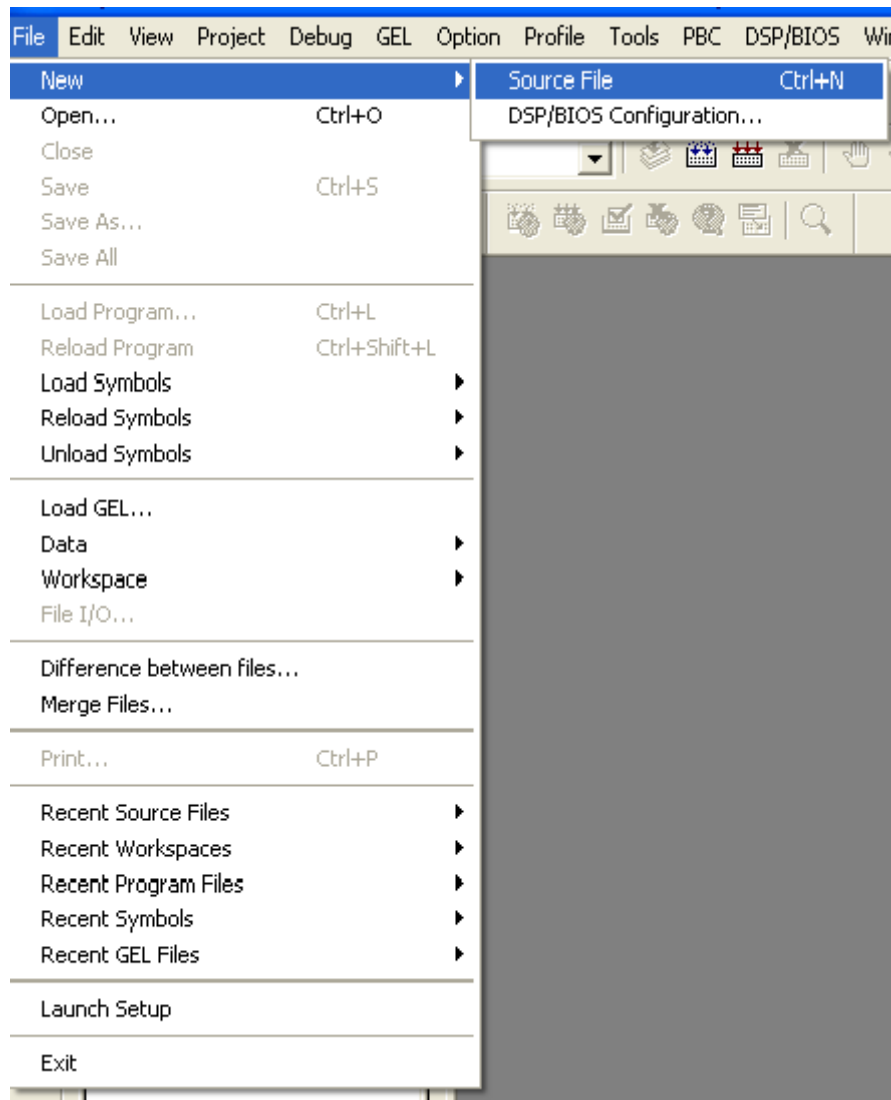 File Edit View Project Debug GEL Option Profile Tools PBC DSP/BIOS
New
Source File Ctrl+N
Open... Ctrl+O
DSP/BIOS Configuration...
Close
Save Ctrl+S
Save As...
Save All
Load Program... Ctrl+L
Reload Program Ctrl+Shift+L
Load Symbols
Reload Symbols
Unload Symbols
Load GEL...
Data
Workspace
File I/O...
Difference between files...
Merge Files...
Print... Ctrl+P
Recent Source Files
Recent Workspaces
Recent Program Files
Recent Symbols
Recent GEL Files
Launch Setup
Exit